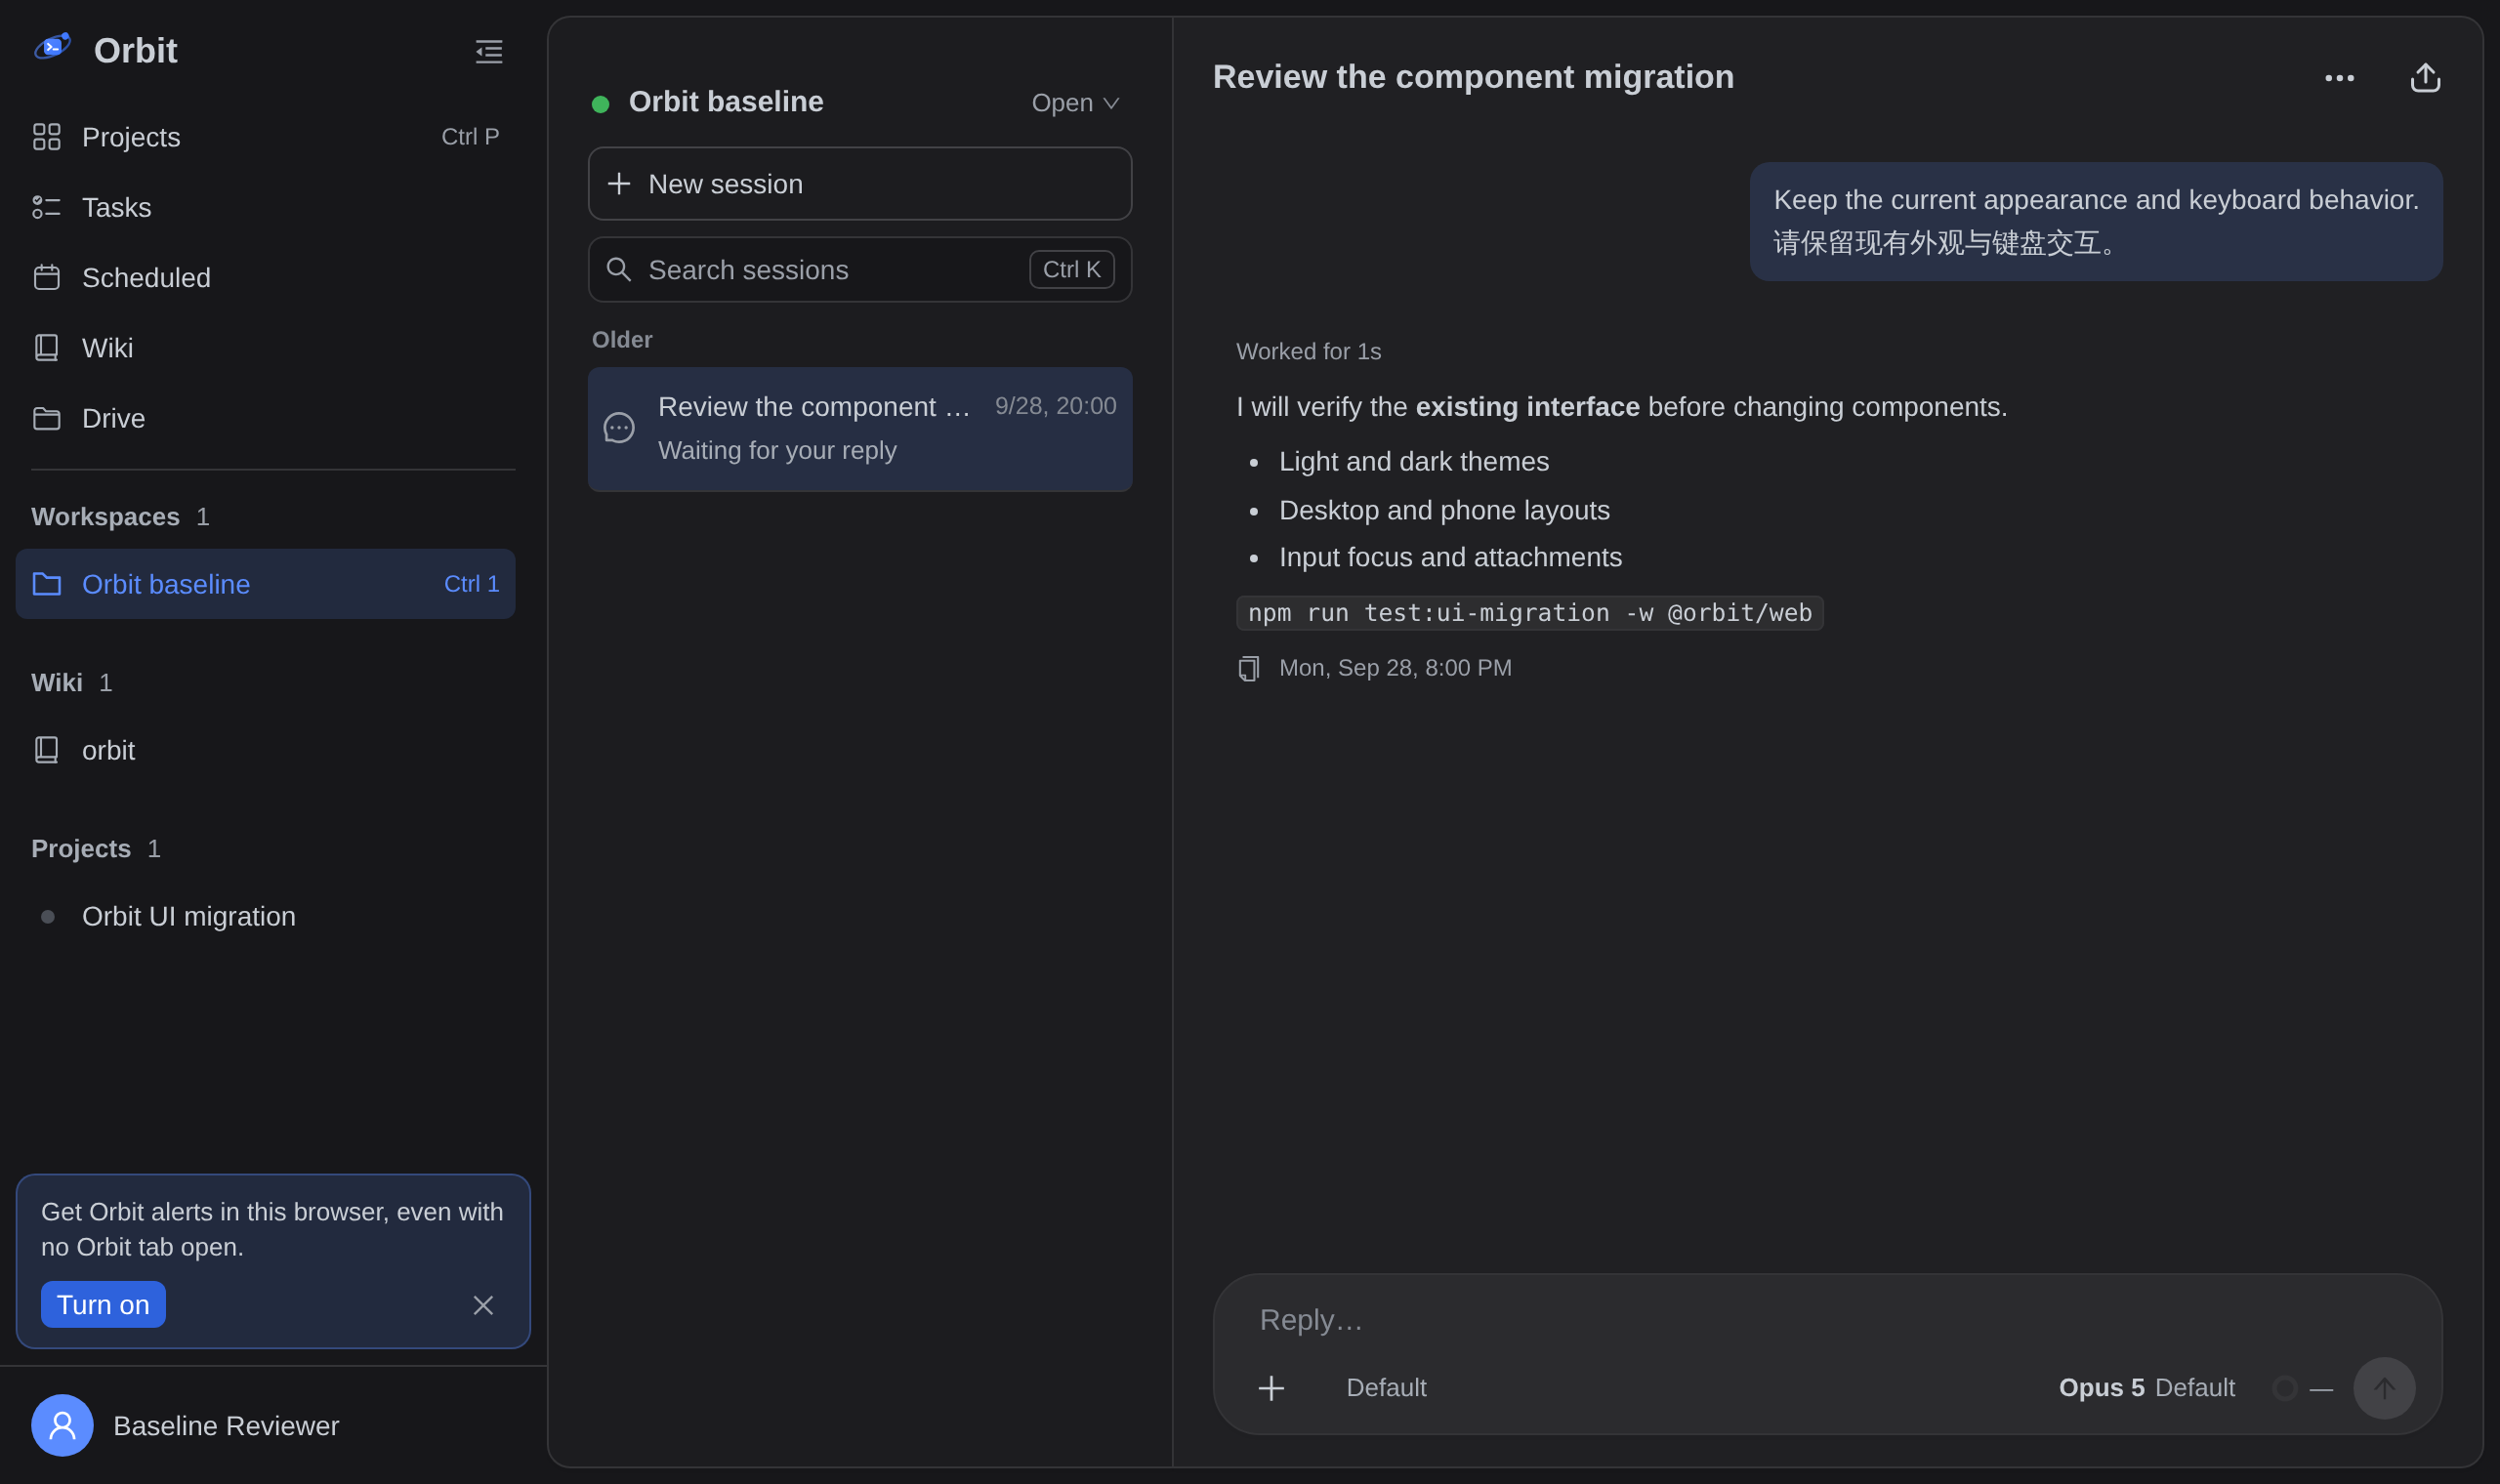 Orbit
Projects Ctrl P
Tasks
Scheduled
Wiki
Drive
Workspaces 1
Orbit baseline Ctrl 1
Wiki 1
orbit
Projects 1
Orbit UI migration
Get Orbit alerts in this browser, even with
no Orbit tab open.
Turn on
Baseline Reviewer
Orbit baseline Open
New session
Search sessions Ctrl K
Older
Review the component … 9/28, 20:00
Waiting for your reply
Review the component migration
Keep the current appearance and keyboard behavior.
请保留现有外观与键盘交互。
Worked for 1s
I will verify the existing interface before changing components.
• Light and dark themes
• Desktop and phone layouts
• Input focus and attachments
npm run test:ui-migration -w @orbit/web
Mon, Sep 28, 8:00 PM
Reply…
Default Opus 5 Default —